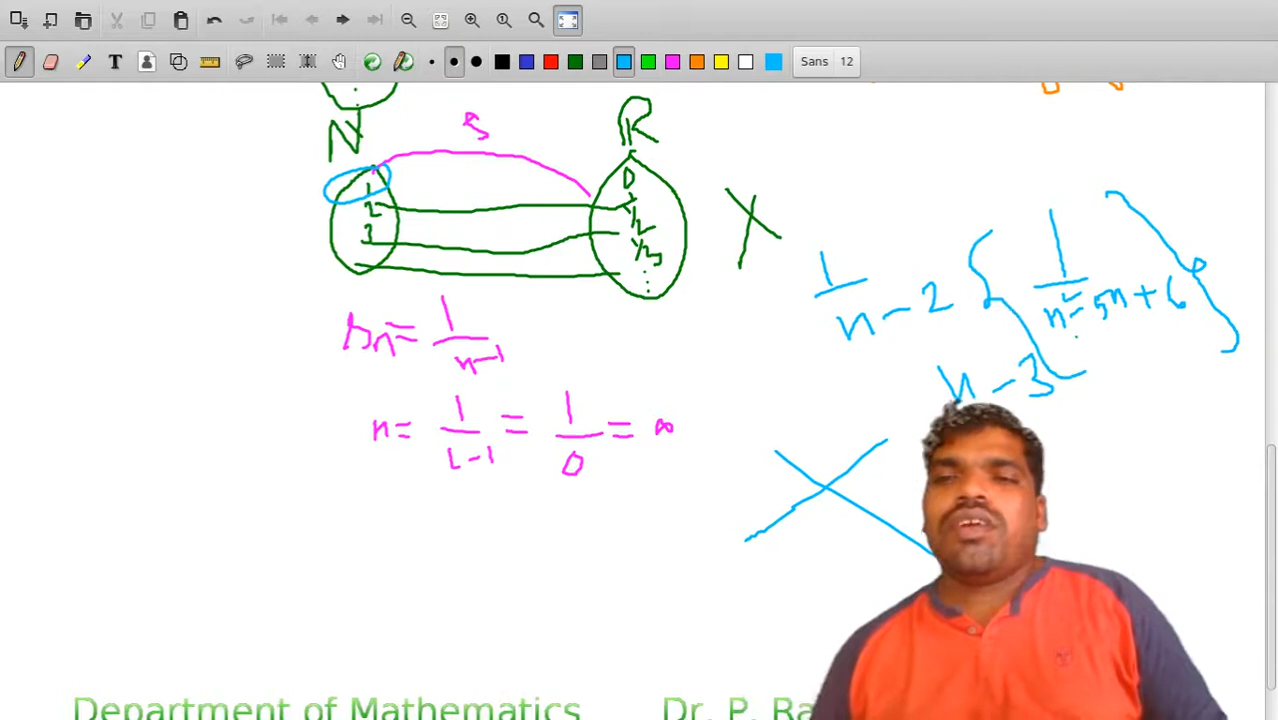 Sans 12
N
S
R
1
2
3
0
1/2
1/3
⋮
X
1/n-2 { 1/n²-5n+6 }
n-3
Sn = 1/n-1
n = 1/1-1 = 1/0 = ∞
Department of Mathematics Dr. P. Ra